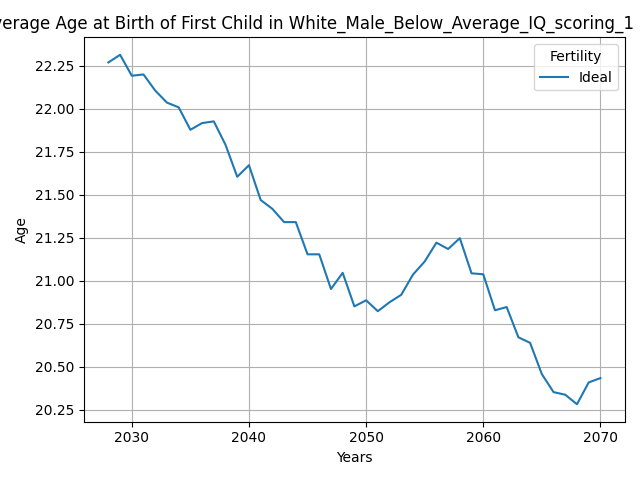 verage Age at Birth of First Child in White_Male_Below_Average_IQ_scoring_1
Fertility
Ideal
22.25
22.00
21.75
21.50
21.25
21.00
20.75
20.50
20.25
Age
2030 2040 2050 2060 2070
Years